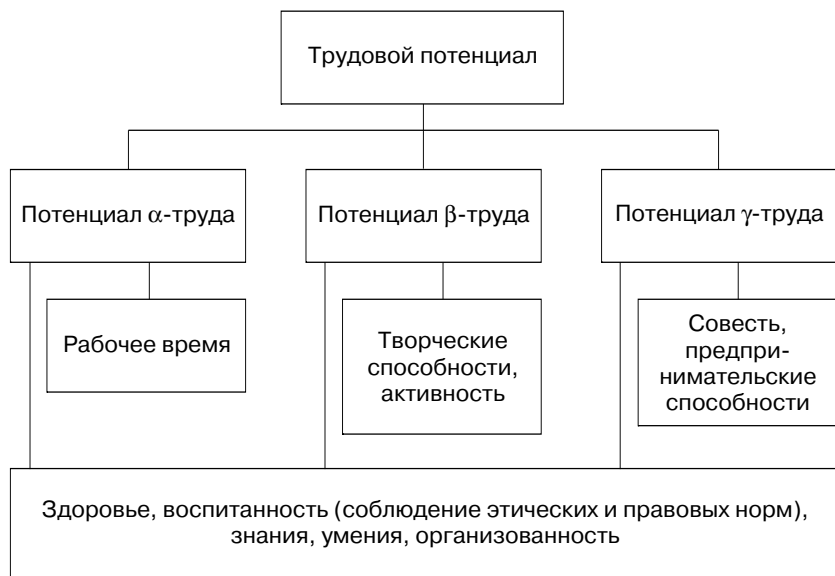 Трудовой потенциал
Потенциал α-труда
Потенциал β-труда
Потенциал γ-труда
Рабочее время
Творческие
способности,
активность
Совесть,
предпри-
нимательские
способности
Здоровье, воспитанность (соблюдение этических и правовых норм),
знания, умения, организованность